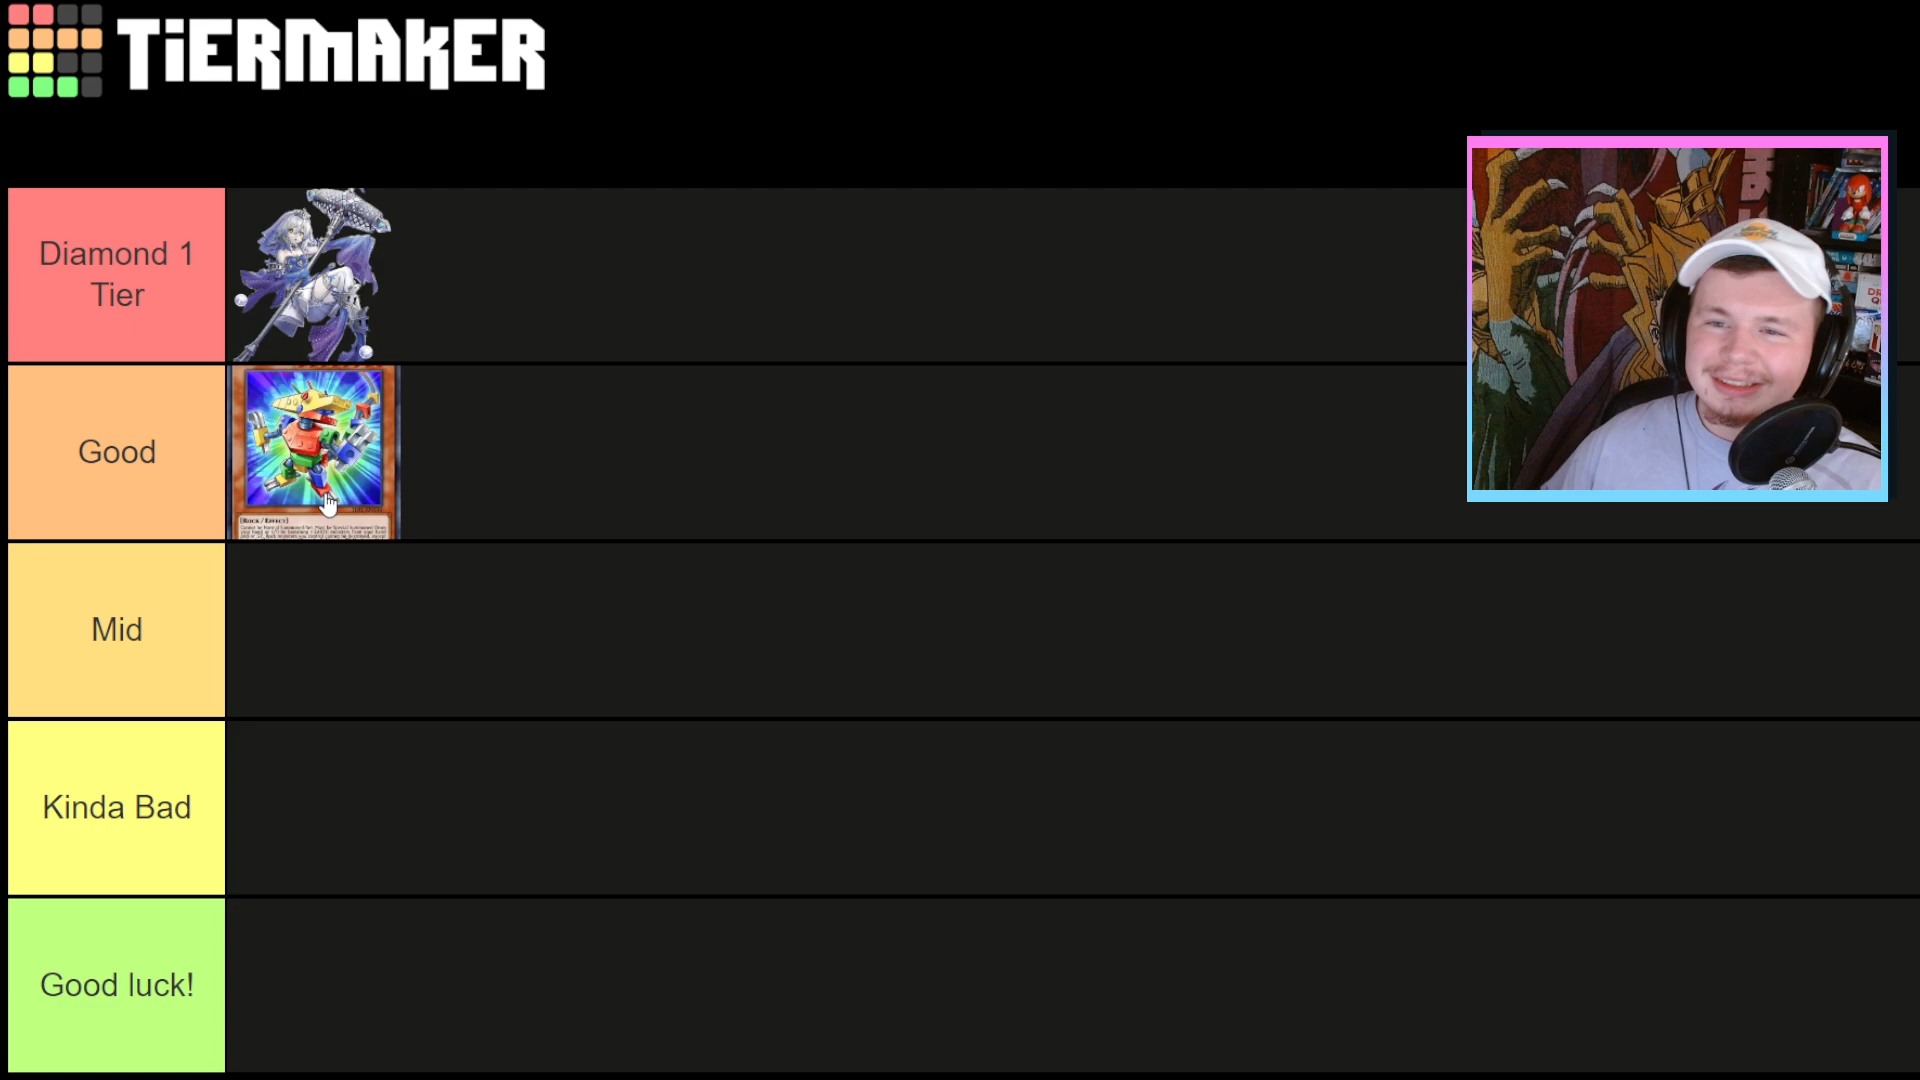 TiERMAKER
Diamond 1
Tier
Good
[Rock / Effect]
Mid
Kinda Bad
Good luck!